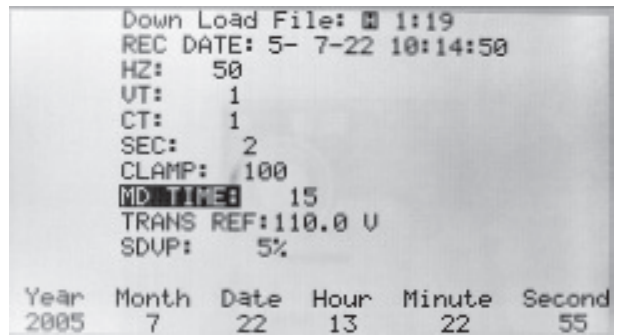 Down Load File: M 1:19
REC DATE: 5- 7-22 10:14:50
HZ: 50
VT: 1
CT: 1
SEC: 2
CLAMP: 100
MD TIME: 15
TRANS REF:110.0 V
SDVP: 5%
Year Month Date Hour Minute Second
2005 7 22 13 22 55